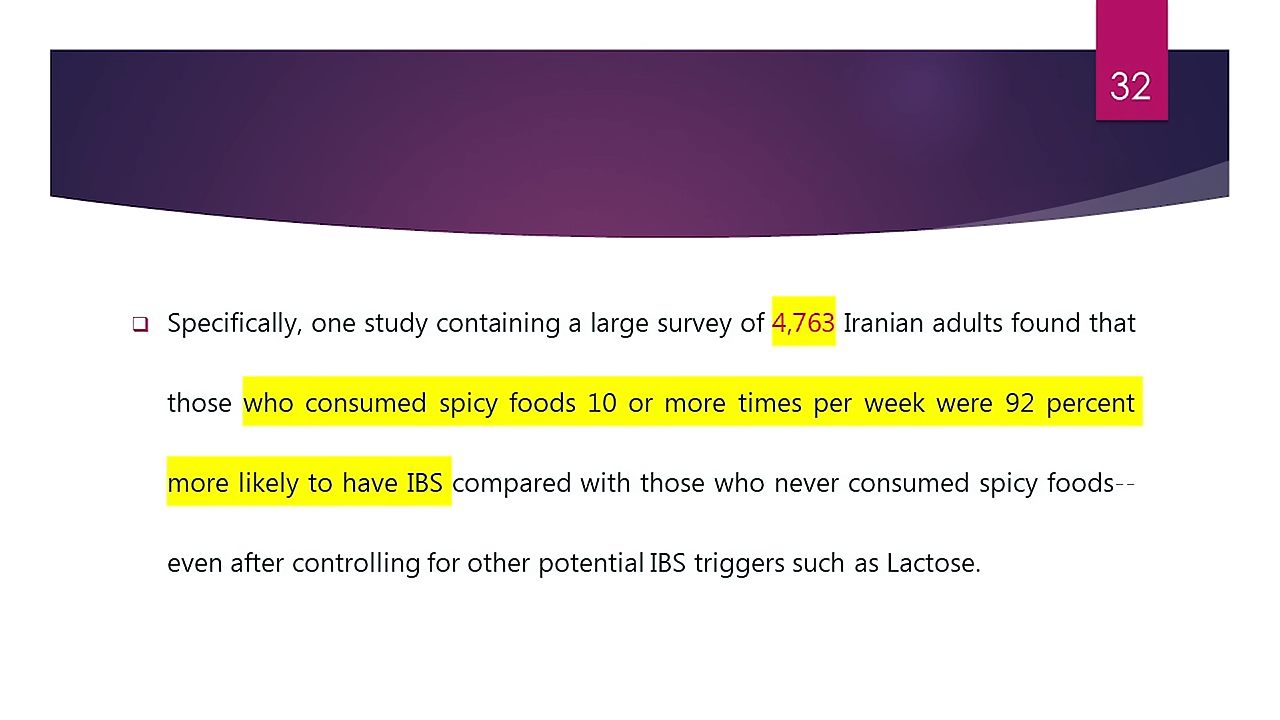 32
Specifically, one study containing a large survey of 4,763 Iranian adults found that
those who consumed spicy foods 10 or more times per week were 92 percent
more likely to have IBS compared with those who never consumed spicy foods--
even after controlling for other potential IBS triggers such as Lactose.